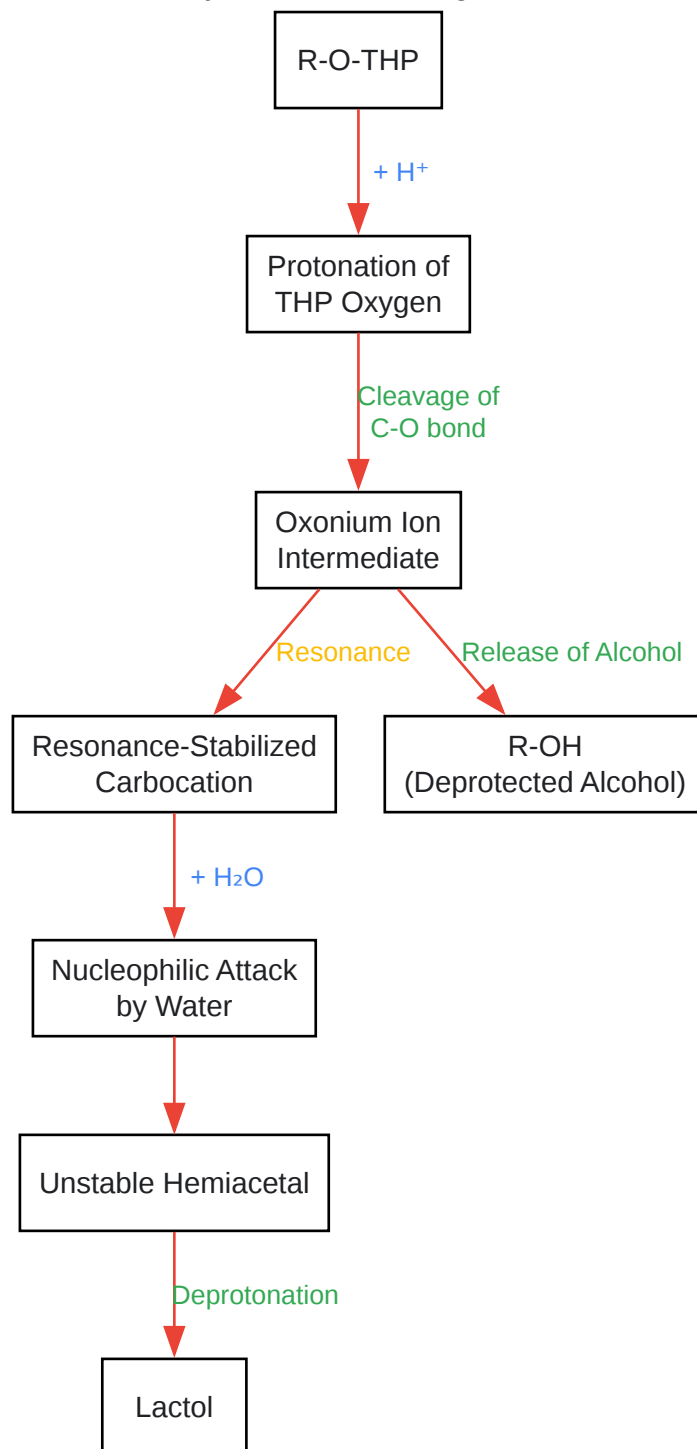 R-O-THP
+ H⁺
Protonation of
THP Oxygen
Cleavage of
C-O bond
Oxonium Ion
Intermediate
Resonance
Release of Alcohol
Resonance-Stabilized
Carbocation
R-OH
(Deprotected Alcohol)
+ H₂O
Nucleophilic Attack
by Water
Unstable Hemiacetal
Deprotonation
Lactol